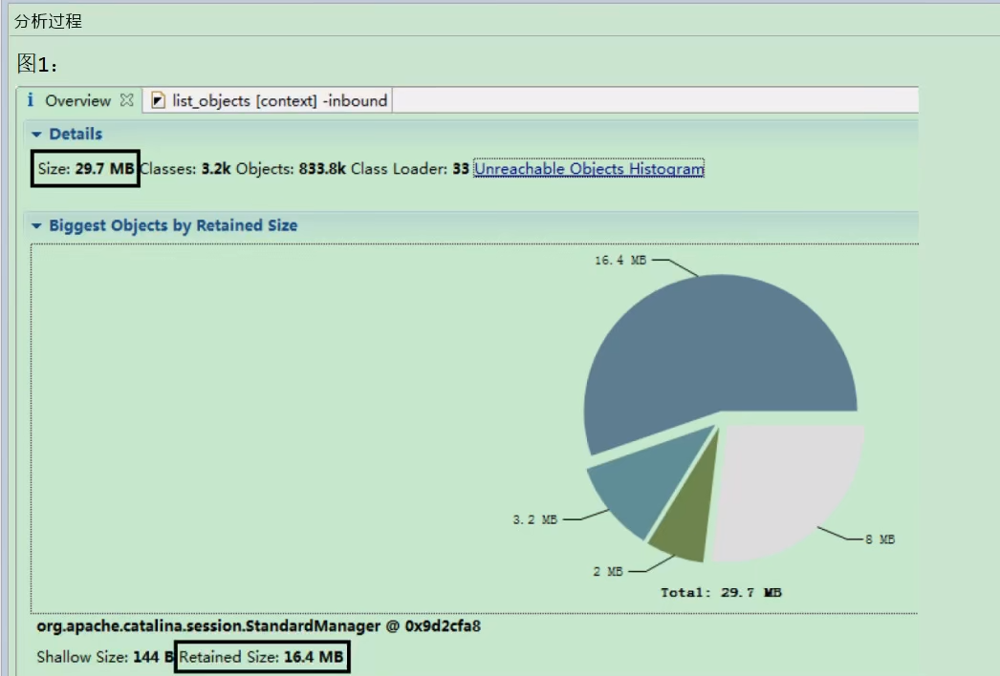 分析过程
图1：
i Overview list_objects [context] -inbound
Details
Size: 29.7 MB Classes: 3.2k Objects: 833.8k Class Loader: 33 Unreachable Objects Histogram
Biggest Objects by Retained Size
16.4 MB
3.2 MB
8 MB
2 MB
Total: 29.7 MB
org.apache.catalina.session.StandardManager @ 0x9d2cfa8
Shallow Size: 144 B Retained Size: 16.4 MB